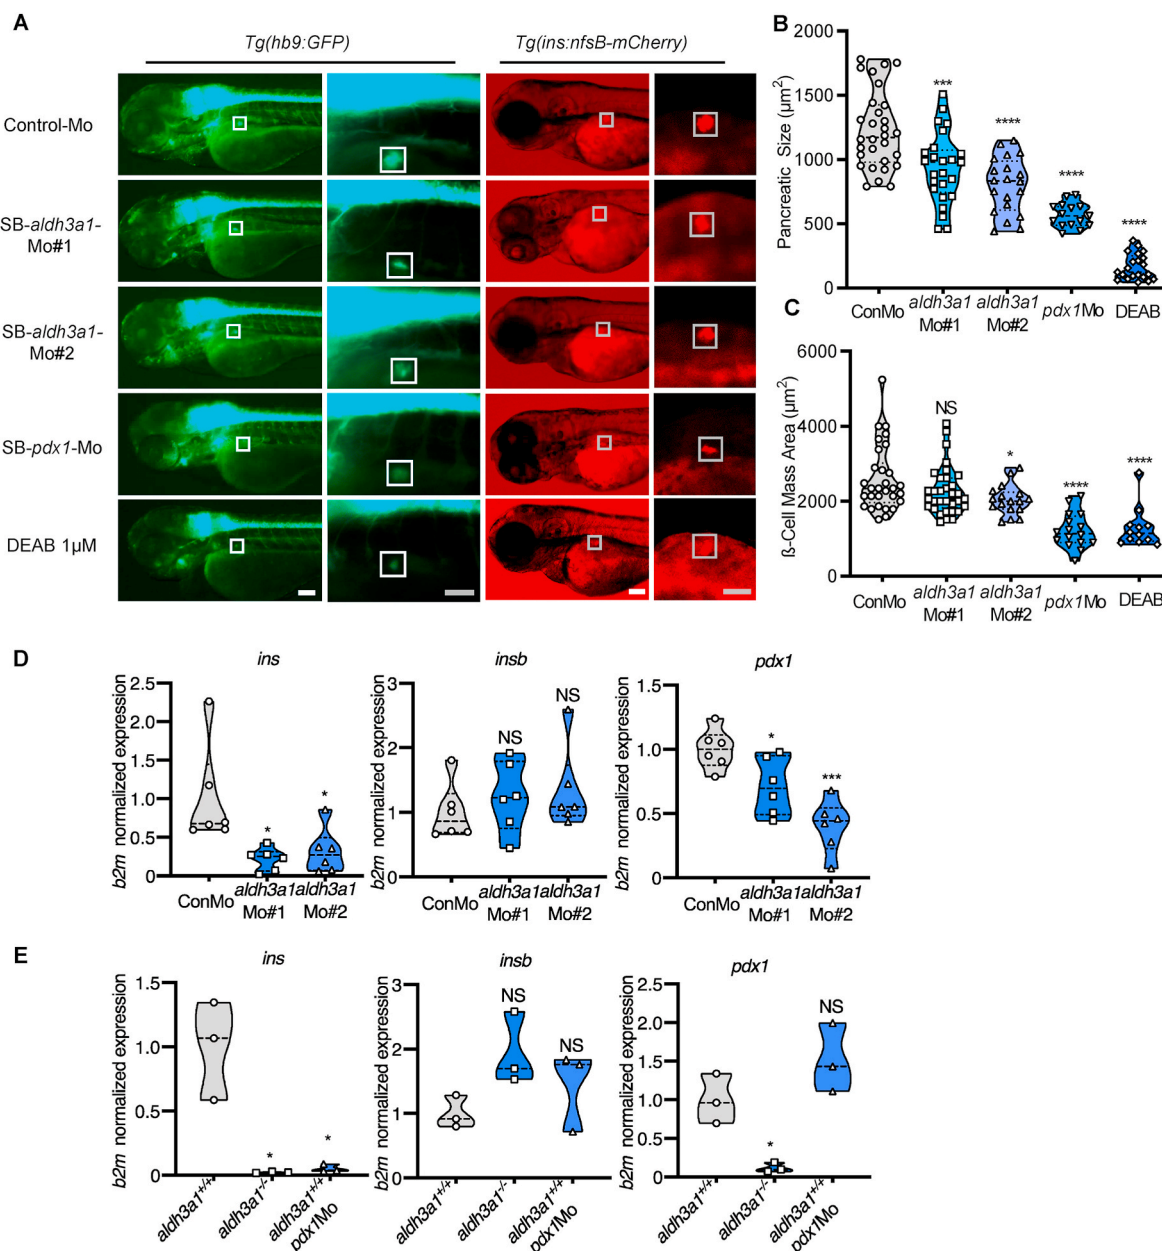 A
Tg(hb9:GFP)
Tg(ins:nfsB-mCherry)
Control-Mo
SB-aldh3a1-
Mo#1
SB-aldh3a1-
Mo#2
SB-pdx1-Mo
DEAB 1µM
B
Pancreatic Size (µm²)
2000
1500
1000
500
0
***
****
****
****
ConMo
aldh3a1
Mo#1
aldh3a1
Mo#2
pdx1Mo
DEAB
C
ß-Cell Mass Area (µm²)
6000
4000
2000
0
NS
*
****
****
ConMo
aldh3a1
Mo#1
aldh3a1
Mo#2
pdx1Mo
DEAB
D
ins
b2m normalized expression
2.5
2.0
1.5
1.0
0.5
0
*
*
ConMo
aldh3a1
Mo#1
aldh3a1
Mo#2
insb
b2m normalized expression
3
2
1
0
NS
NS
ConMo
aldh3a1
Mo#1
aldh3a1
Mo#2
pdx1
b2m normalized expression
1.5
1.0
0.5
0
*
***
ConMo
aldh3a1
Mo#1
aldh3a1
Mo#2
E
ins
b2m normalized expression
1.5
1.0
0.5
0
*
*
aldh3a1+/+
aldh3a1-/-
aldh3a1+/+
pdx1Mo
insb
b2m normalized expression
3
2
1
0
NS
NS
aldh3a1+/+
aldh3a1-/-
aldh3a1+/+
pdx1Mo
pdx1
b2m normalized expression
2.5
2.0
1.5
1.0
0.5
0
*
NS
aldh3a1+/+
aldh3a1-/-
aldh3a1+/+
pdx1Mo